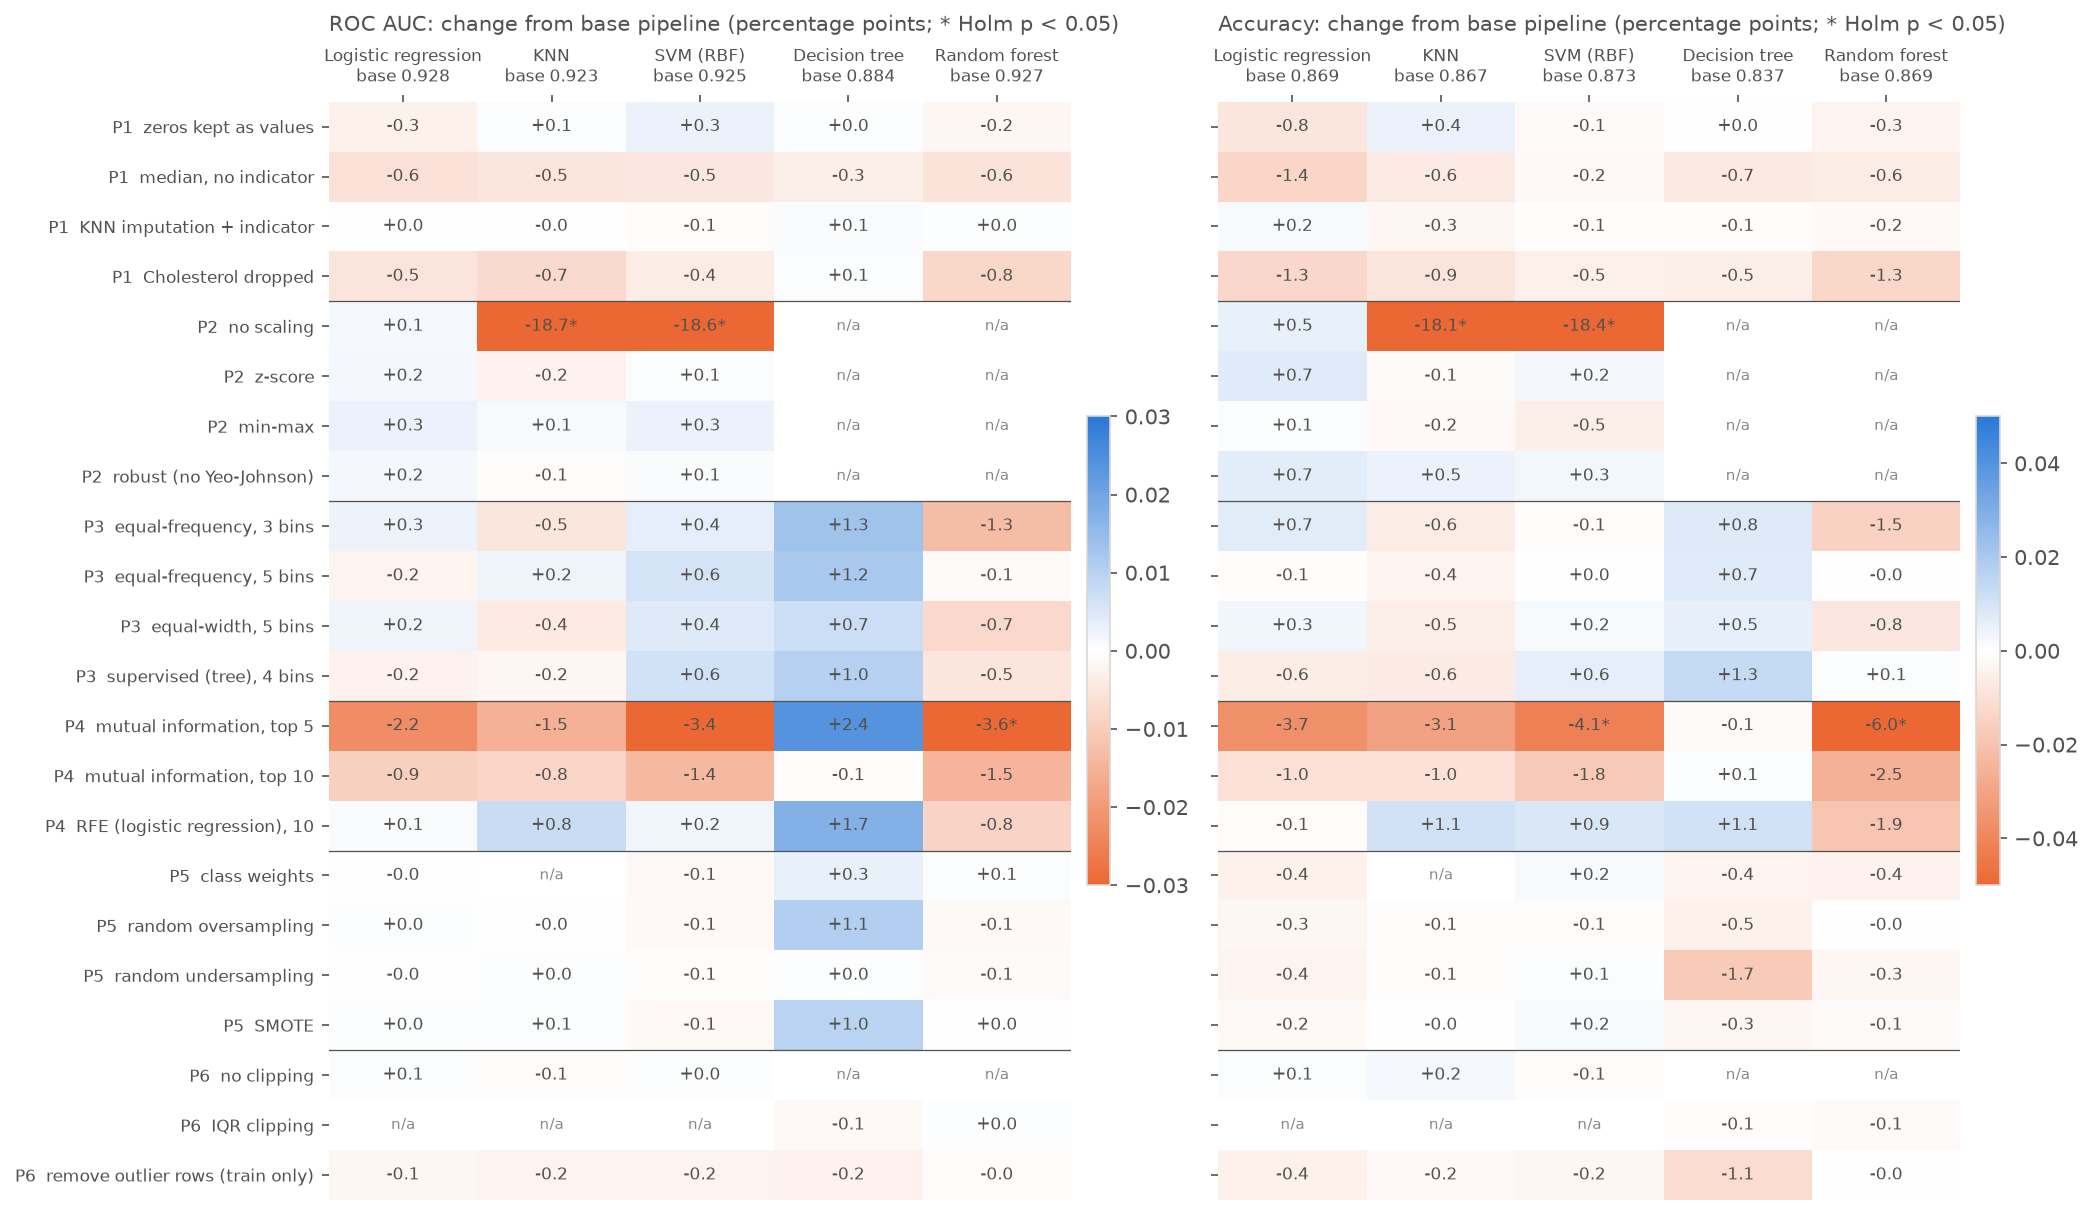 ROC AUC: change from base pipeline (percentage points; * Holm p < 0.05)
Logistic regression KNN SVM (RBF) Decision tree Random forest
base 0.928 base 0.923 base 0.925 base 0.884 base 0.927
Accuracy: change from base pipeline (percentage points; * Holm p < 0.05)
Logistic regression KNN SVM (RBF) Decision tree Random forest
base 0.869 base 0.867 base 0.873 base 0.837 base 0.869
P1 zeros kept as values -0.3 +0.1 +0.3 +0.0 -0.2 -0.8 +0.4 -0.1 +0.0 -0.3
P1 median, no indicator -0.6 -0.5 -0.5 -0.3 -0.6 -1.4 -0.6 -0.2 -0.7 -0.6
P1 KNN imputation + indicator +0.0 -0.0 -0.1 +0.1 +0.0 +0.2 -0.3 -0.1 -0.1 -0.2
P1 Cholesterol dropped -0.5 -0.7 -0.4 +0.1 -0.8 -1.3 -0.9 -0.5 -0.5 -1.3
P2 no scaling +0.1 -18.7* -18.6* n/a n/a +0.5 -18.1* -18.4* n/a n/a
P2 z-score +0.2 -0.2 +0.1 n/a n/a +0.7 -0.1 +0.2 n/a n/a
P2 min-max +0.3 +0.1 +0.3 n/a n/a +0.1 -0.2 -0.5 n/a n/a
P2 robust (no Yeo-Johnson) +0.2 -0.1 +0.1 n/a n/a +0.7 +0.5 +0.3 n/a n/a
P3 equal-frequency, 3 bins +0.3 -0.5 +0.4 +1.3 -1.3 +0.7 -0.6 -0.1 +0.8 -1.5
P3 equal-frequency, 5 bins -0.2 +0.2 +0.6 +1.2 -0.1 -0.1 -0.4 +0.0 +0.7 -0.0
P3 equal-width, 5 bins +0.2 -0.4 +0.4 +0.7 -0.7 +0.3 -0.5 +0.2 +0.5 -0.8
P3 supervised (tree), 4 bins -0.2 -0.2 +0.6 +1.0 -0.5 -0.6 -0.6 +0.6 +1.3 +0.1
P4 mutual information, top 5 -2.2 -1.5 -3.4 +2.4 -3.6* -3.7 -3.1 -4.1* -0.1 -6.0*
P4 mutual information, top 10 -0.9 -0.8 -1.4 -0.1 -1.5 -1.0 -1.0 -1.8 +0.1 -2.5
P4 RFE (logistic regression), 10 +0.1 +0.8 +0.2 +1.7 -0.8 -0.1 +1.1 +0.9 +1.1 -1.9
P5 class weights -0.0 n/a -0.1 +0.3 +0.1 -0.4 n/a +0.2 -0.4 -0.4
P5 random oversampling +0.0 -0.0 -0.1 +1.1 -0.1 -0.3 -0.1 -0.1 -0.5 -0.0
P5 random undersampling -0.0 +0.0 -0.1 +0.0 -0.1 -0.4 -0.1 +0.1 -1.7 -0.3
P5 SMOTE +0.0 +0.1 -0.1 +1.0 +0.0 -0.2 -0.0 +0.2 -0.3 -0.1
P6 no clipping +0.1 -0.1 +0.0 n/a n/a +0.1 +0.2 -0.1 n/a n/a
P6 IQR clipping n/a n/a n/a -0.1 +0.0 n/a n/a n/a -0.1 -0.1
P6 remove outlier rows (train only) -0.1 -0.2 -0.2 -0.2 -0.0 -0.4 -0.2 -0.2 -1.1 -0.0
0.03
0.02
0.01
0.00
−0.01
−0.02
−0.03
0.04
0.02
0.00
−0.02
−0.04